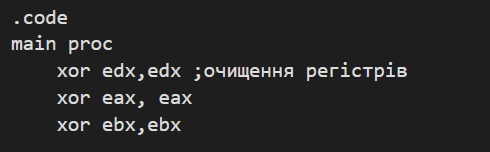 .code
main proc
xor edx,edx ;очищення регістрів
xor eax, eax
xor ebx,ebx